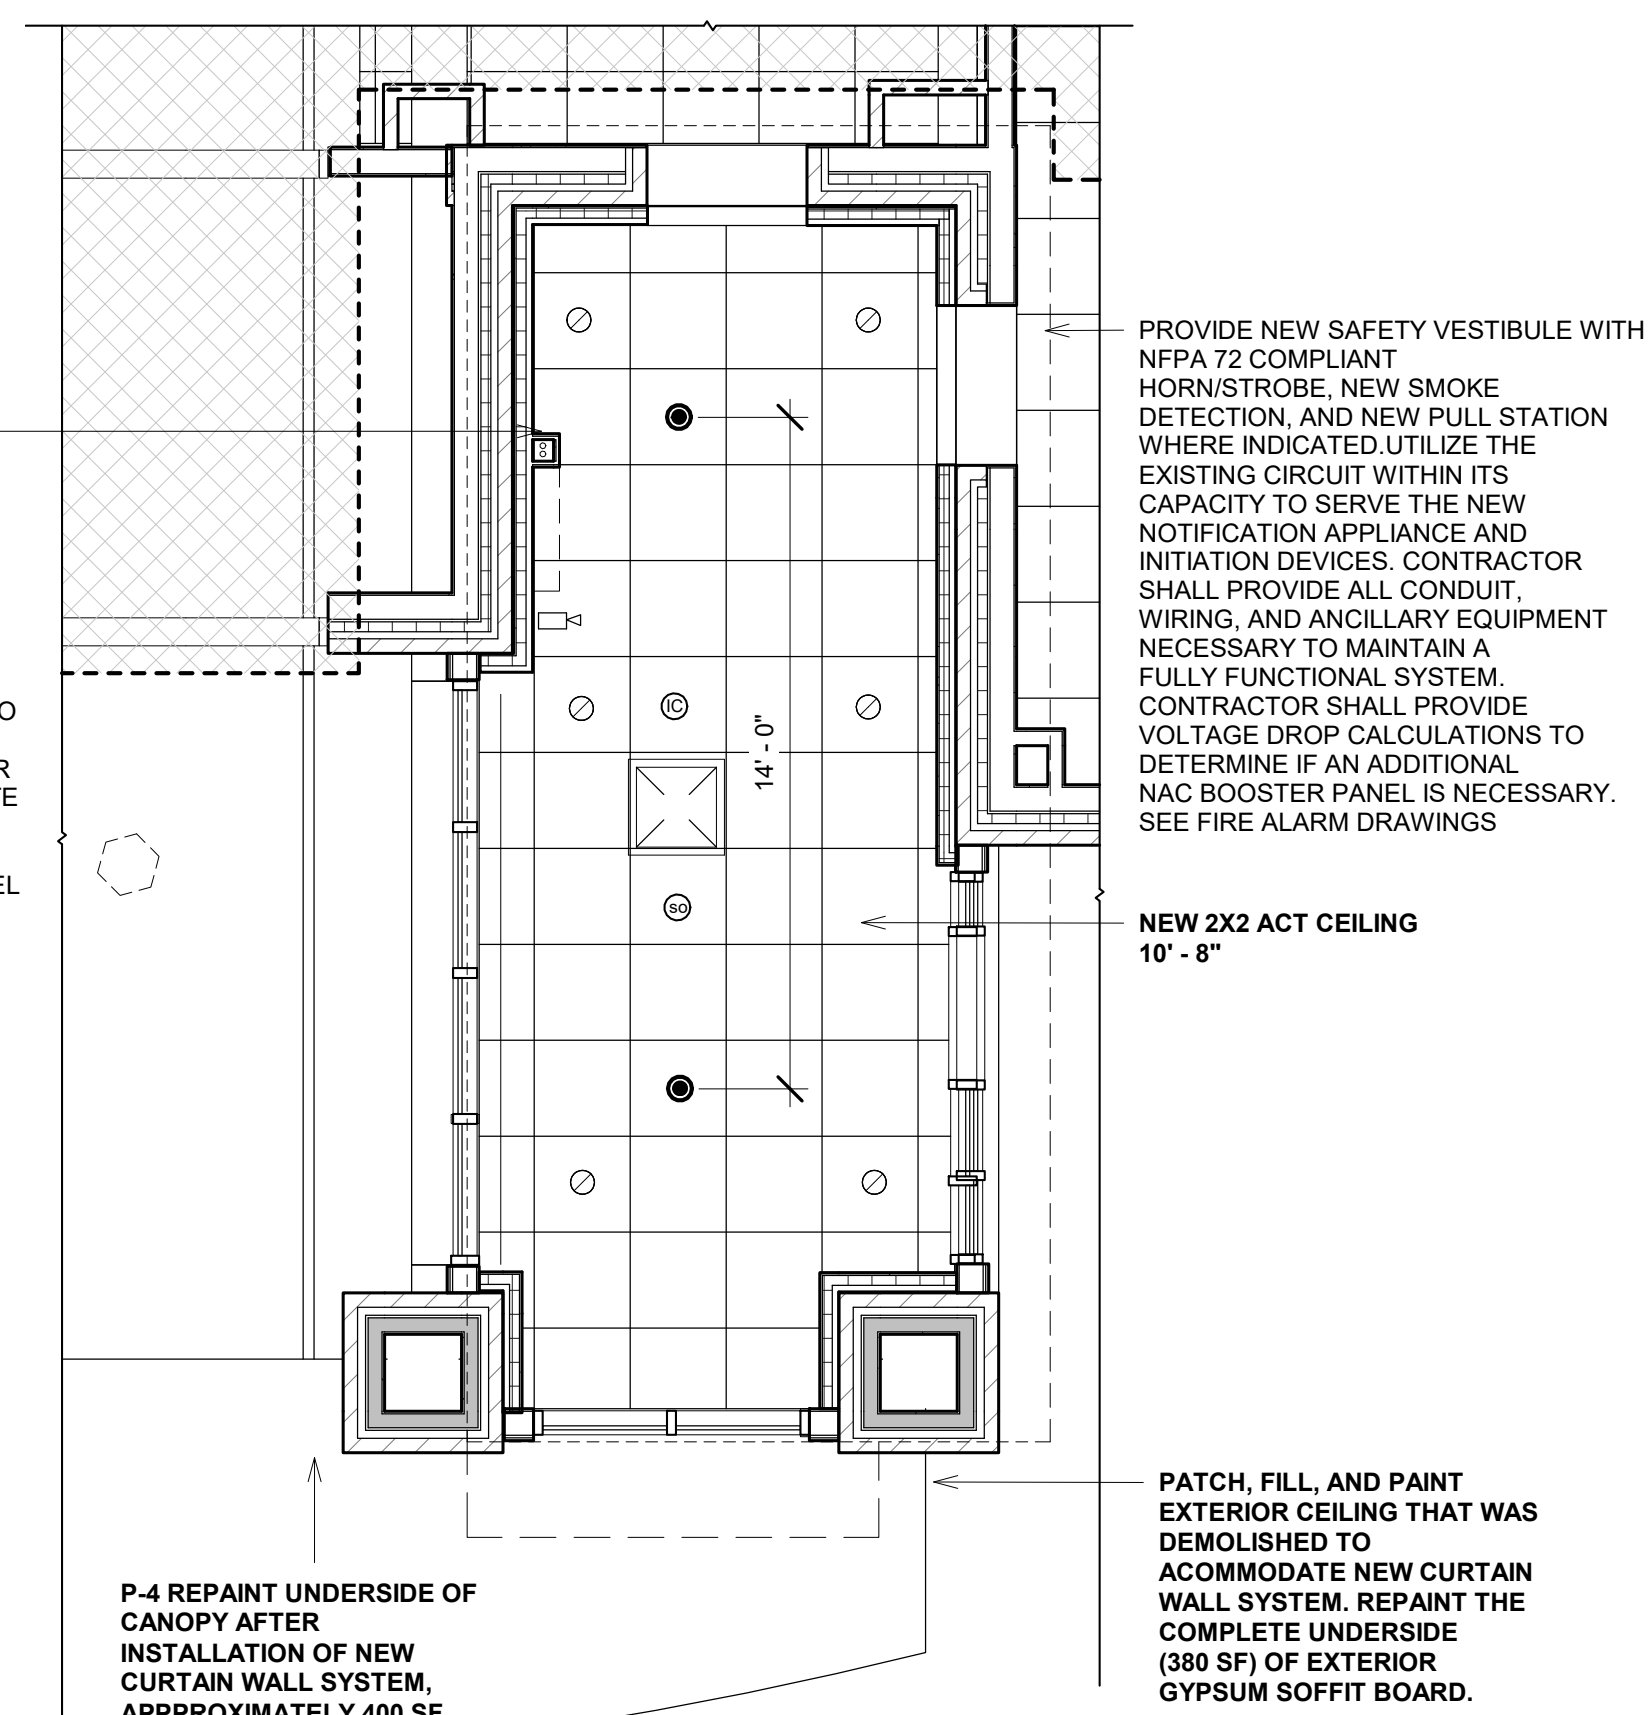 PROVIDE NEW SAFETY VESTIBULE WITH
NFPA 72 COMPLIANT
HORN/STROBE, NEW SMOKE
DETECTION, AND NEW PULL STATION
WHERE INDICATED.UTILIZE THE
EXISTING CIRCUIT WITHIN ITS
CAPACITY TO SERVE THE NEW
NOTIFICATION APPLIANCE AND
INITIATION DEVICES. CONTRACTOR
SHALL PROVIDE ALL CONDUIT,
WIRING, AND ANCILLARY EQUIPMENT
NECESSARY TO MAINTAIN A
FULLY FUNCTIONAL SYSTEM.
CONTRACTOR SHALL PROVIDE
VOLTAGE DROP CALCULATIONS TO
DETERMINE IF AN ADDITIONAL
NAC BOOSTER PANEL IS NECESSARY.
SEE FIRE ALARM DRAWINGS
IC
14' - 0"
so
NEW 2X2 ACT CEILING
10' - 8"
PATCH, FILL, AND PAINT
EXTERIOR CEILING THAT WAS
DEMOLISHED TO
ACOMMODATE NEW CURTAIN
WALL SYSTEM. REPAINT THE
COMPLETE UNDERSIDE
(380 SF) OF EXTERIOR
GYPSUM SOFFIT BOARD.
P-4 REPAINT UNDERSIDE OF
CANOPY AFTER
INSTALLATION OF NEW
CURTAIN WALL SYSTEM,
APPPROXIMATELY 400 SF